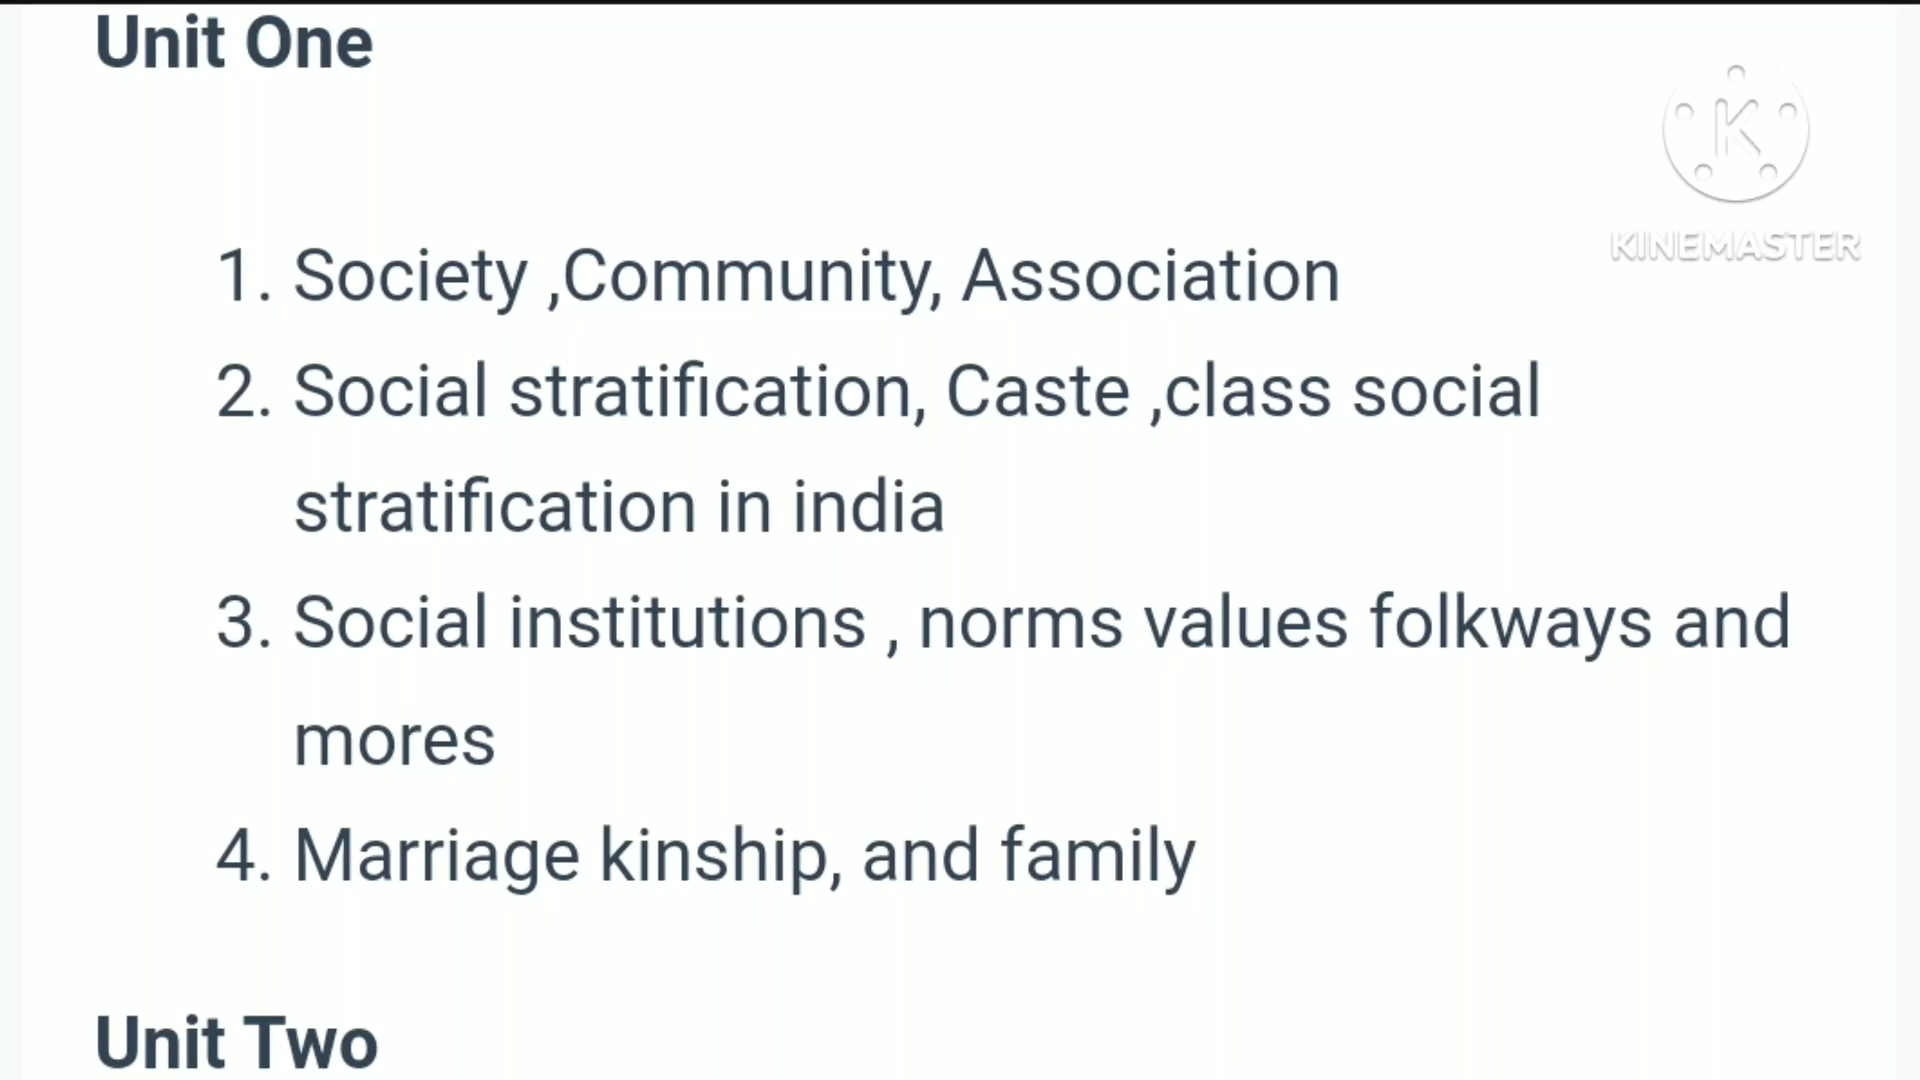 Unit One
KINEMASTER
1. Society ,Community, Association
2. Social stratification, Caste ,class social
stratification in india
3. Social institutions , norms values folkways and
mores
4. Marriage kinship, and family
Unit Two